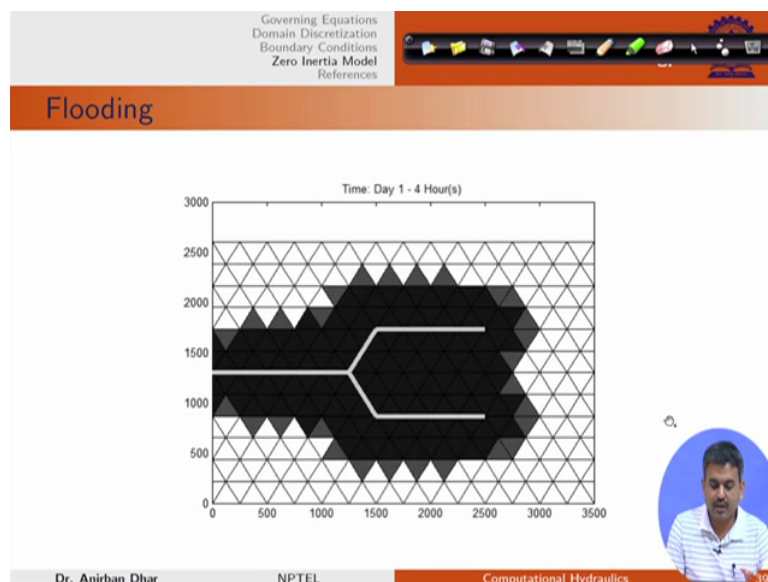 Governing Equations
Domain Discretization
Boundary Conditions
Zero Inertia Model
References
Flooding
Time: Day 1 - 4 Hour(s)
3000
2500
2000
1500
1000
500
0
0 500 1000 1500 2000 2500 3000 3500
Dr. Anirban Dhar NPTEL Computational Hydraulics